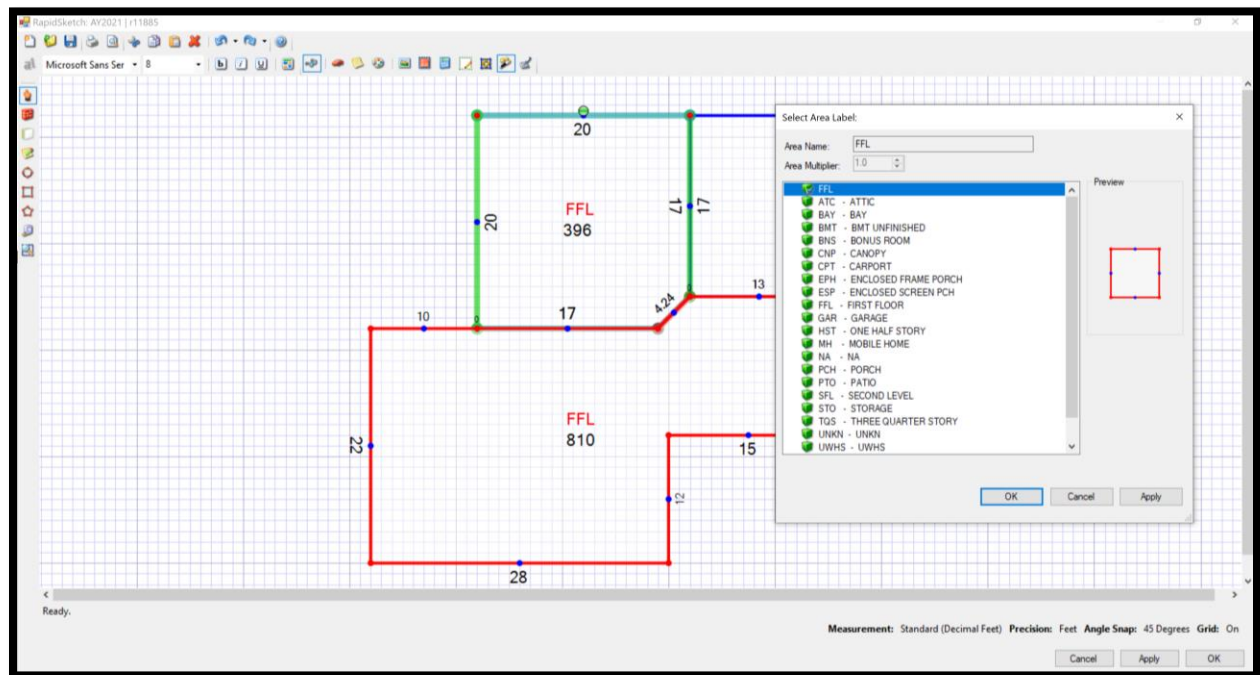 RapidSketch: AY2021 | r11885
al Microsoft Sans Ser 8 b i u
20
20
FFL
396
17
17
4.24
17
10
13
0
0
22
FFL
810
15
12
28
Select Area Label:
Area Name: FFL
Area Multiplier: 1.0
Preview
FFL
ATC - ATTIC
BAY - BAY
BMT - BMT UNFINISHED
BNS - BONUS ROOM
CNP - CANOPY
CPT - CARPORT
EPH - ENCLOSED FRAME PORCH
ESP - ENCLOSED SCREEN PCH
FFL - FIRST FLOOR
GAR - GARAGE
HST - ONE HALF STORY
MH - MOBILE HOME
NA - NA
PCH - PORCH
PTO - PATIO
SFL - SECOND LEVEL
STO - STORAGE
TQS - THREE QUARTER STORY
UNKN - UNKN
UWHS - UWHS
OK Cancel Apply
Ready.
Measurement: Standard (Decimal Feet) Precision: Feet Angle Snap: 45 Degrees Grid: On
Cancel Apply OK